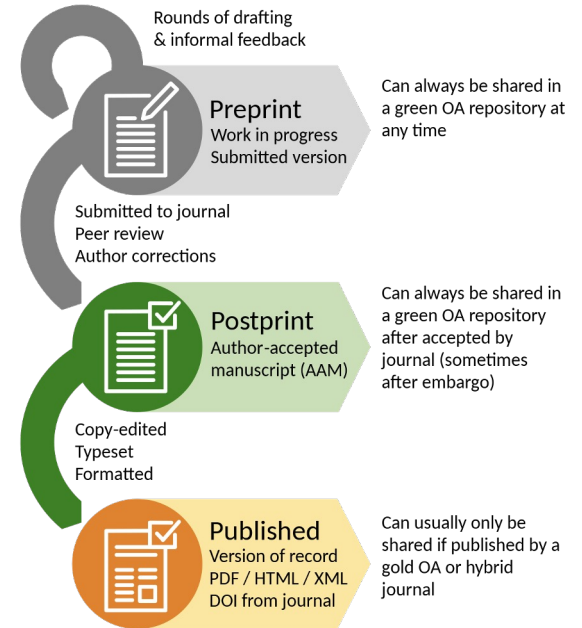 Rounds of drafting
& informal feedback
Preprint
Work in progress
Submitted version
Can always be shared in
a green OA repository at
any time
Submitted to journal
Peer review
Author corrections
Postprint
Author-accepted
manuscript (AAM)
Can always be shared in
a green OA repository
after accepted by
journal (sometimes
after embargo)
Copy-edited
Typeset
Formatted
Published
Version of record
PDF / HTML / XML
DOI from journal
Can usually only be
shared if published by a
gold OA or hybrid
journal